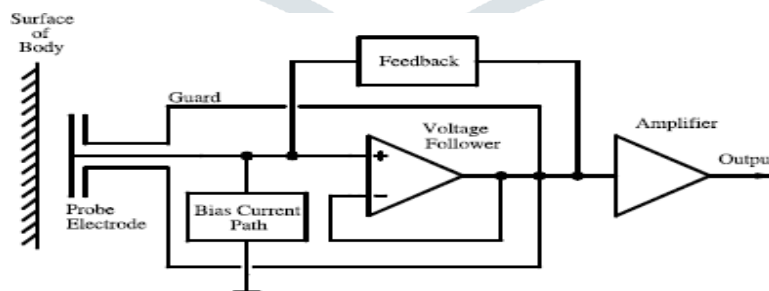 Surface
of
Body
Feedback
Guard
Voltage
Follower
Amplifier
+
−
Output
Probe
Electrode
Bias Current
Path